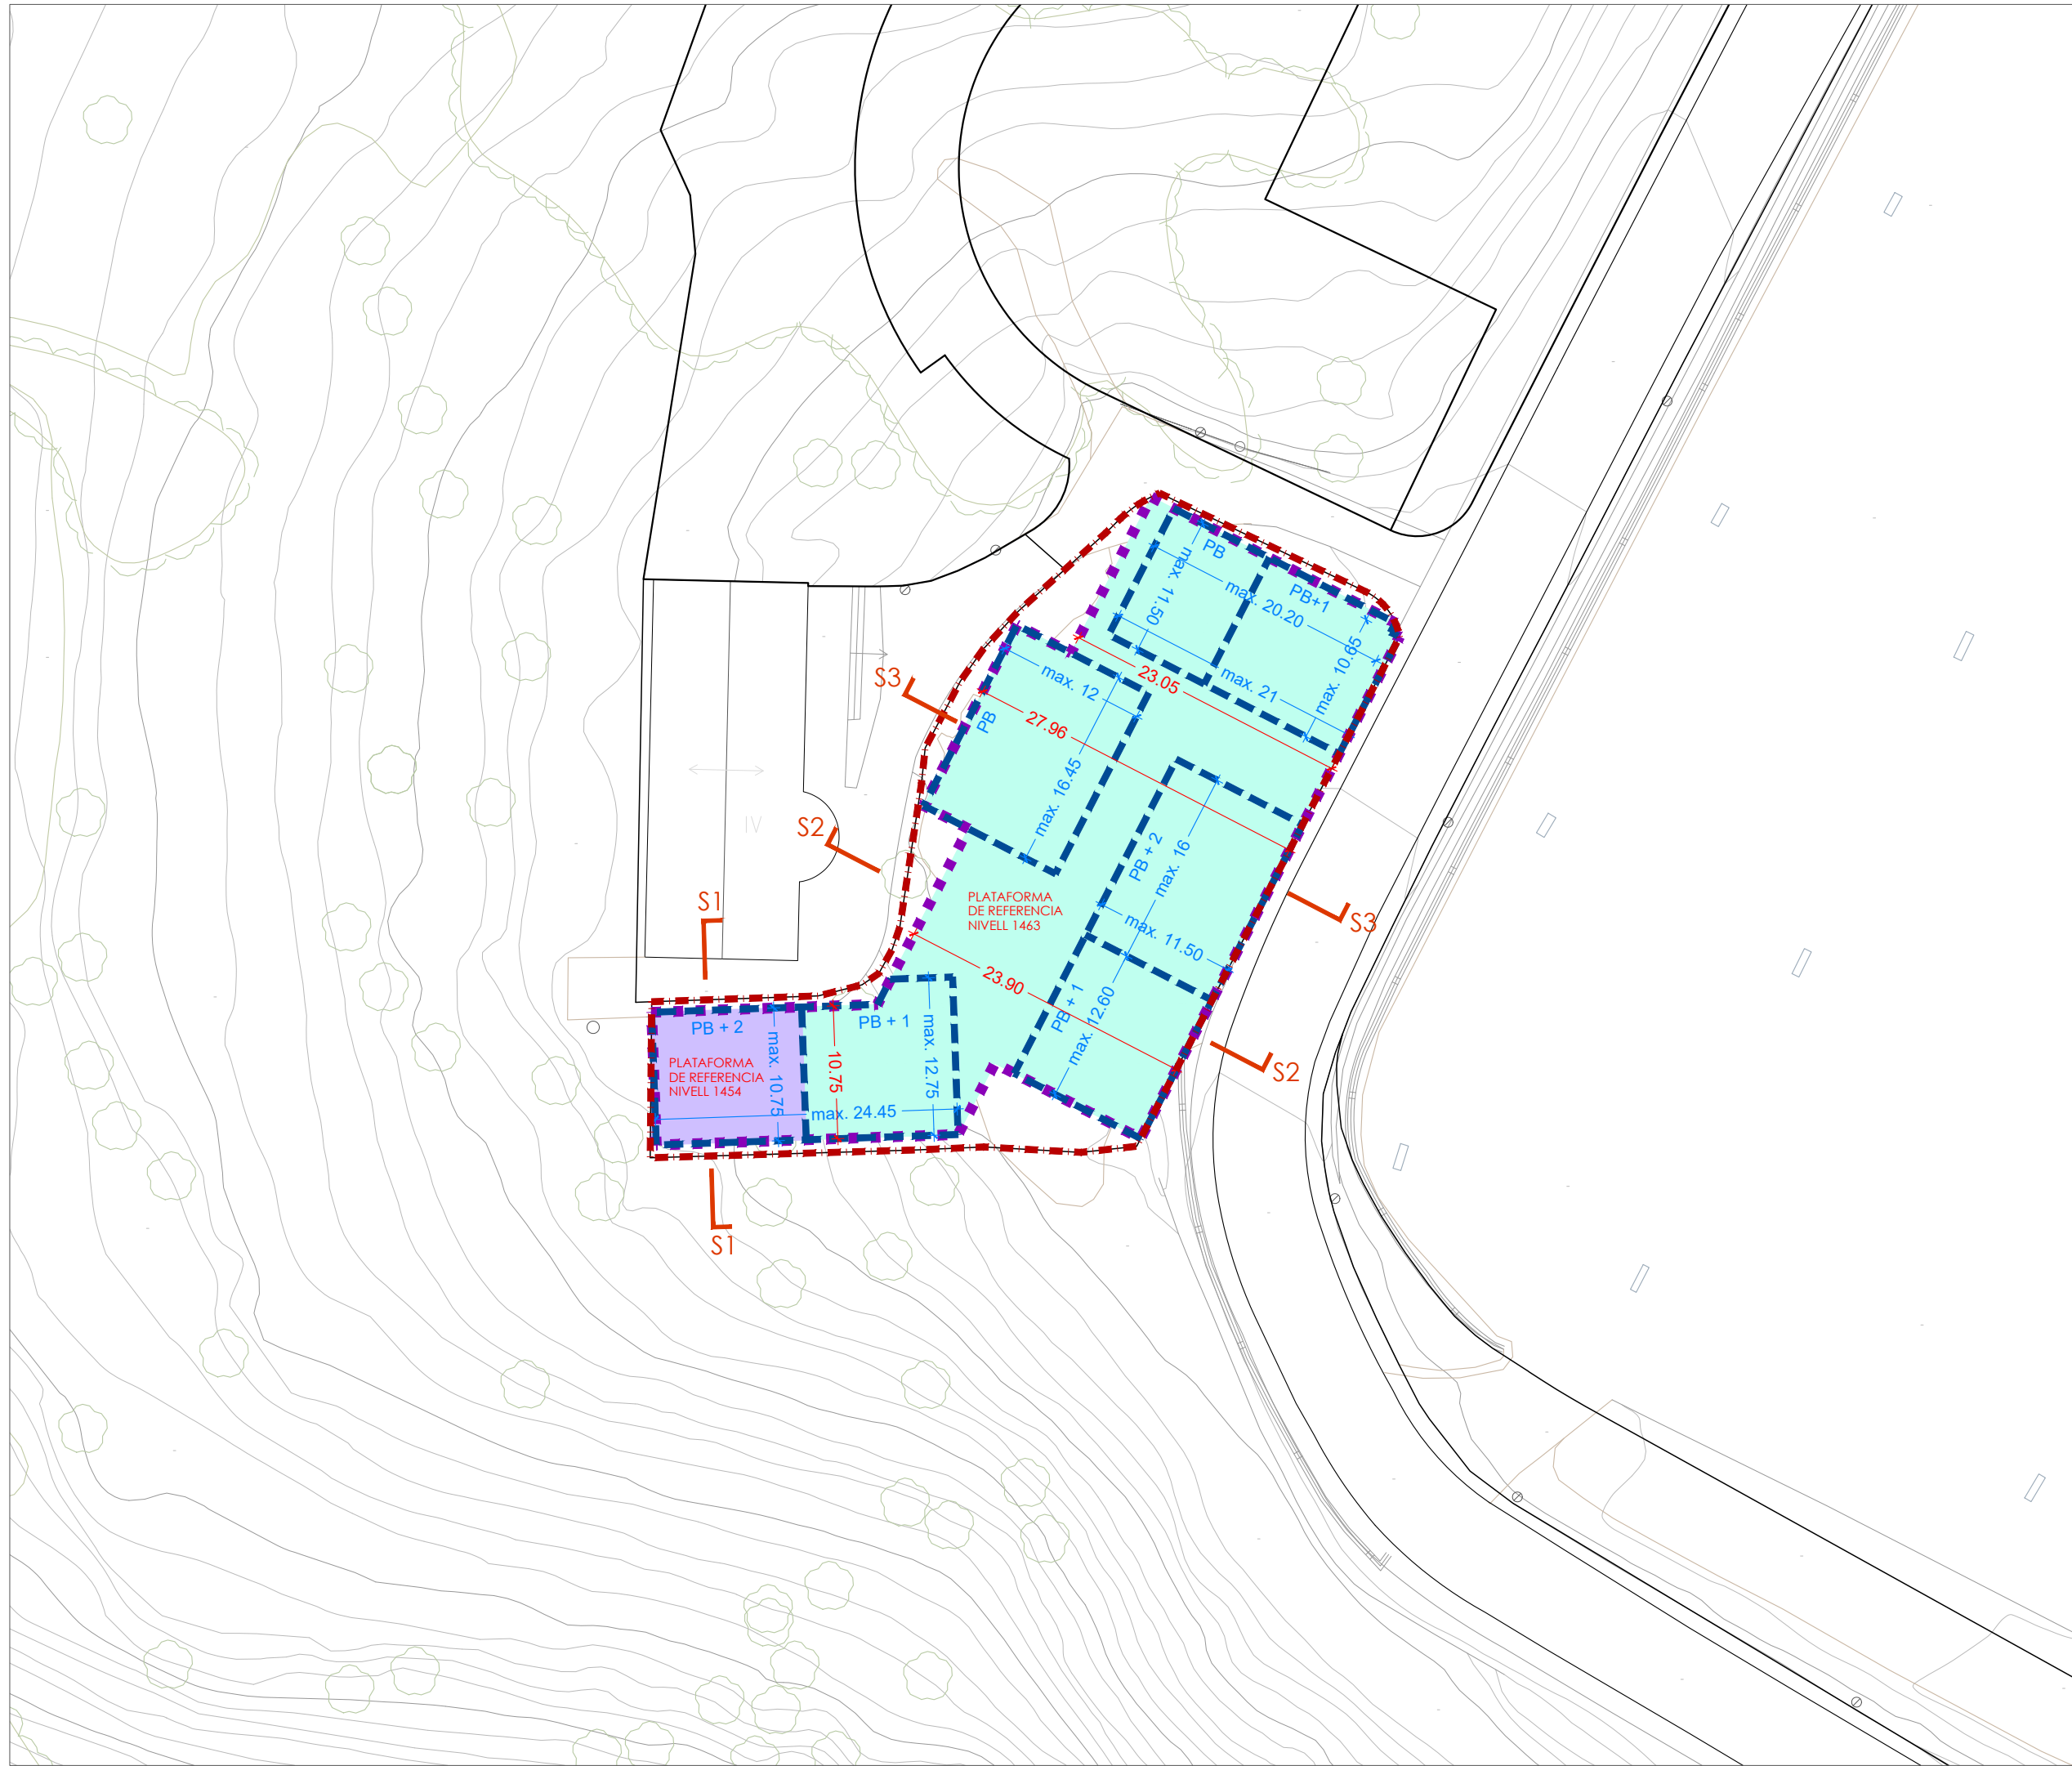 PB
max. 11.50
max. 20.20
PB+1
max. 10.65
23.05
max. 21
S3
max. 12
PB
27.96
max. 16.45
S2
IV
PB + 2
max. 16
S1
PLATAFORMA
DE REFERENCIA
NIVELL 1463
max. 11.50
S3
23.90
PB + 1
max. 12.60
PB + 2
PB + 1
max. 12.75
PLATAFORMA
DE REFERENCIA
NIVELL 1454
max. 10.75
10.75
max. 24.45
S2
S1